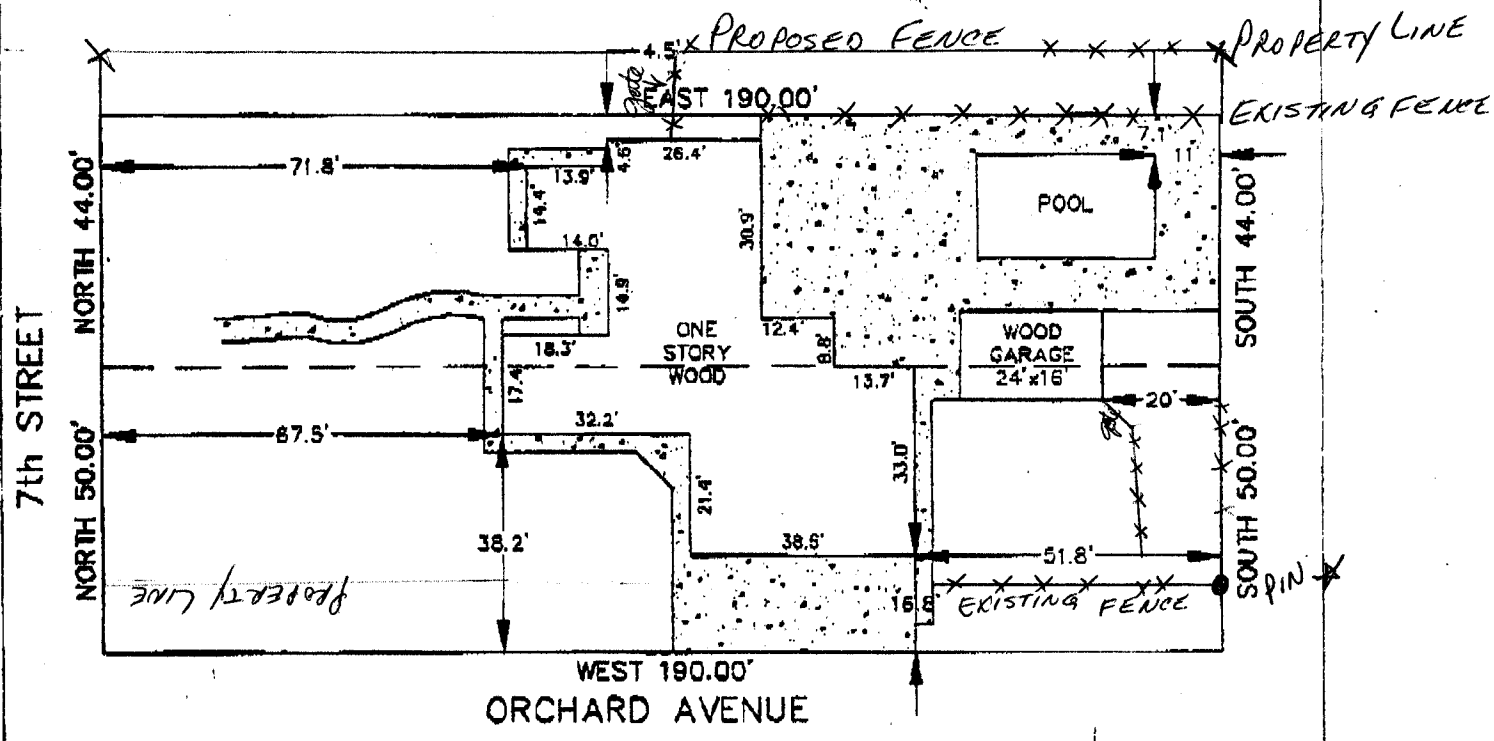 PROPOSED FENCE
PROPERTY LINE
4.5'
Gate
EAST 190.00'
EXISTING FENCE
71.8'
4.6'
26.4'
7.1'
11'
13.9'
14.4'
NORTH 44.00'
SOUTH 44.00'
POOL
30.9'
14.0'
14.9'
7th STREET
ONE
STORY
WOOD
12.4'
8.8'
WOOD
GARAGE
24'x16'
18.3'
17.4'
13.7'
20'
67.5'
32.2'
33.0'
21.4'
NORTH 50.00'
SOUTH 50.00'
38.2'
38.6'
51.8'
PROPERTY LINE
16.8'
EXISTING FENCE
PIN
WEST 190.00'
ORCHARD AVENUE